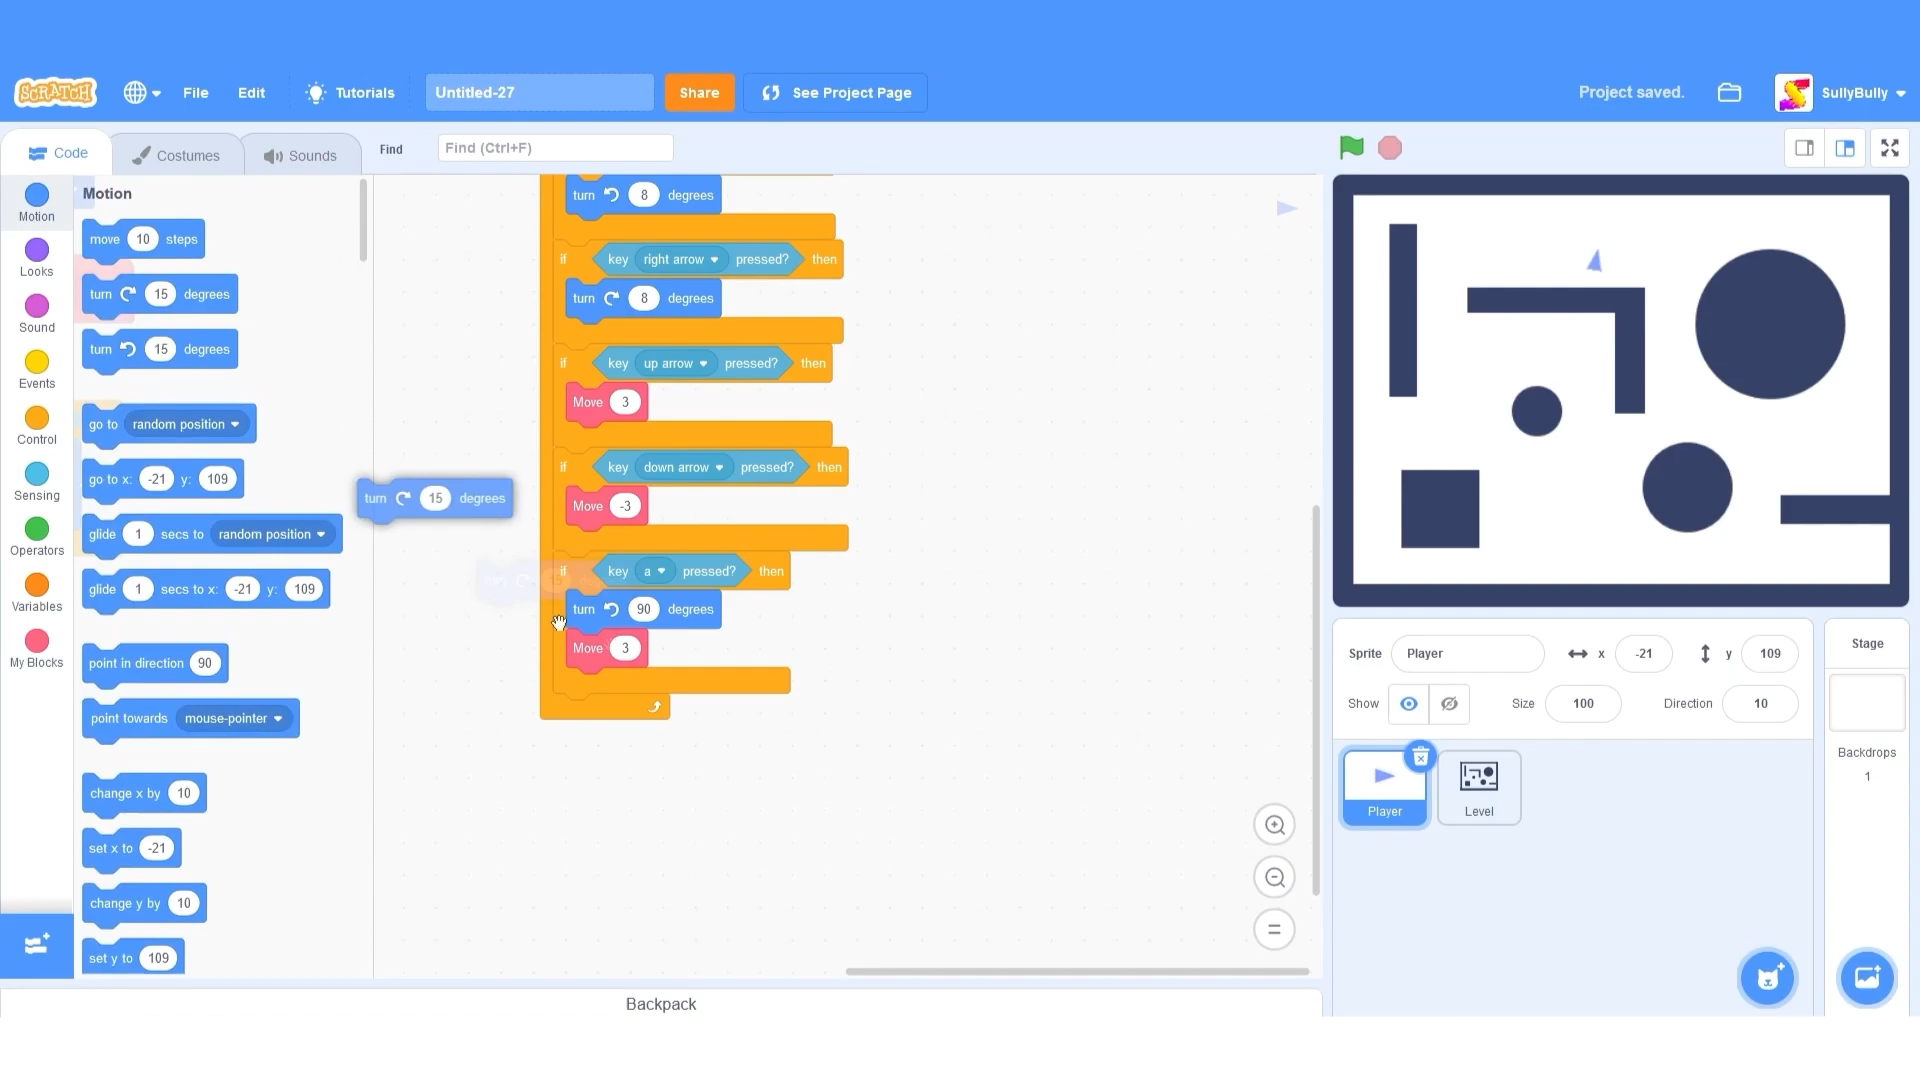 SCRATCH
File
Edit
Tutorials
Untitled-27
Share
See Project Page
Project saved.
SullyBully
Code
Costumes
Sounds
Find
Find (Ctrl+F)
Motion
Looks
Sound
Events
Control
Sensing
Operators
Variables
My Blocks
Motion
move 10 steps
turn 15 degrees
turn 15 degrees
go to random position
go to x: -21 y: 109
glide 1 secs to random position
glide 1 secs to x: -21 y: 109
point in direction 90
point towards mouse-pointer
change x by 10
set x to -21
change y by 10
set y to 109
turn 15 degrees
turn 8 degrees
if key right arrow pressed? then
turn 8 degrees
if key up arrow pressed? then
Move 3
if key down arrow pressed? then
Move -3
if key a pressed? then
turn 90 degrees
Move 3
Backpack
Sprite Player x -21 y 109
Show Size 100 Direction 10
Player
Level
Stage
Backdrops
1